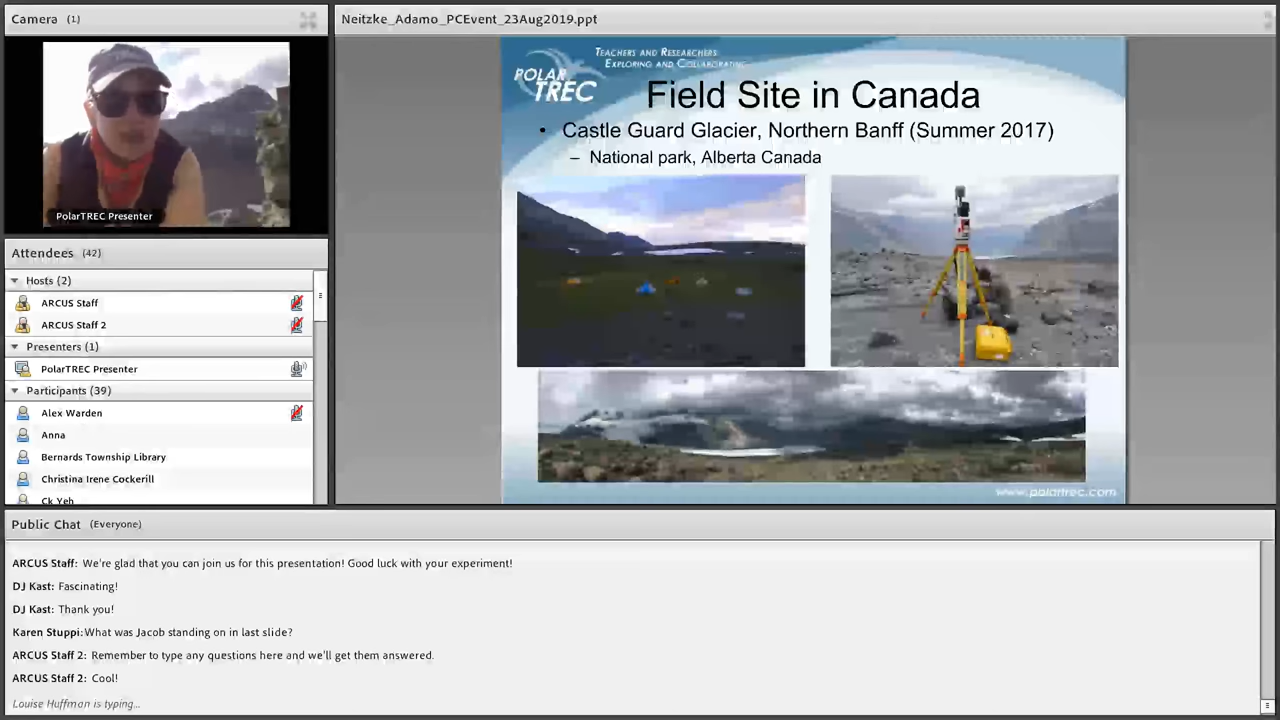 Camera (1)
PolarTREC Presenter
Attendees (42)
Hosts (2)
ARCUS Staff
ARCUS Staff 2
Presenters (1)
PolarTREC Presenter
Participants (39)
Alex Warden
Anna
Bernards Township Library
Christina Irene Cockerill
Ck Yeh
Neitzke_Adamo_PCEvent_23Aug2019.ppt
TEACHERS AND RESEARCHERS
EXPLORING AND COLLABORATING
POLAR
TREC
Field Site in Canada
• Castle Guard Glacier, Northern Banff (Summer 2017)
– National park, Alberta Canada
www.polartrec.com
Public Chat (Everyone)
ARCUS Staff: We're glad that you can join us for this presentation! Good luck with your experiment!
DJ Kast: Fascinating!
DJ Kast: Thank you!
Karen Stuppi:What was Jacob standing on in last slide?
ARCUS Staff 2: Remember to type any questions here and we'll get them answered.
ARCUS Staff 2: Cool!
Louise Huffman is typing...